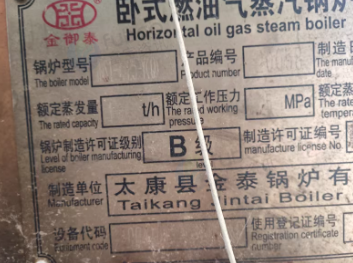 金御泰
卧式燃油气蒸汽锅炉
Horizontal oil gas steam boiler
锅炉型号
The boiler model
产品编号
Product number
制造日
The manu
date
额定蒸发量
The rated capacity
t/h
额定工作压力
The rated working
pressure
MPa
额定蒸
The rated
锅炉制造许可证级别
Level of boiler manufacturing
license
B级
制造许可证编号
manufacture license No.
制造单位
Manufacturer
太康县金泰锅炉有
Taikang Jintai Boiler
设备代码
使用登记证编号
Registration certificate
number